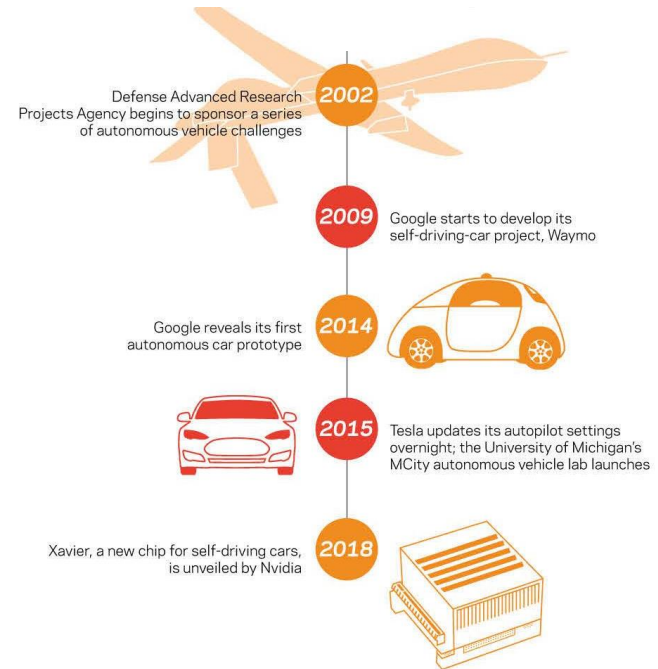 2002
Defense Advanced Research
Projects Agency begins to sponsor a series
of autonomous vehicle challenges
2009
Google starts to develop its
self-driving-car project, Waymo
2014
Google reveals its first
autonomous car prototype
2015
Tesla updates its autopilot settings
overnight; the University of Michigan's
MCity autonomous vehicle lab launches
2018
Xavier, a new chip for self-driving cars,
is unveiled by Nvidia